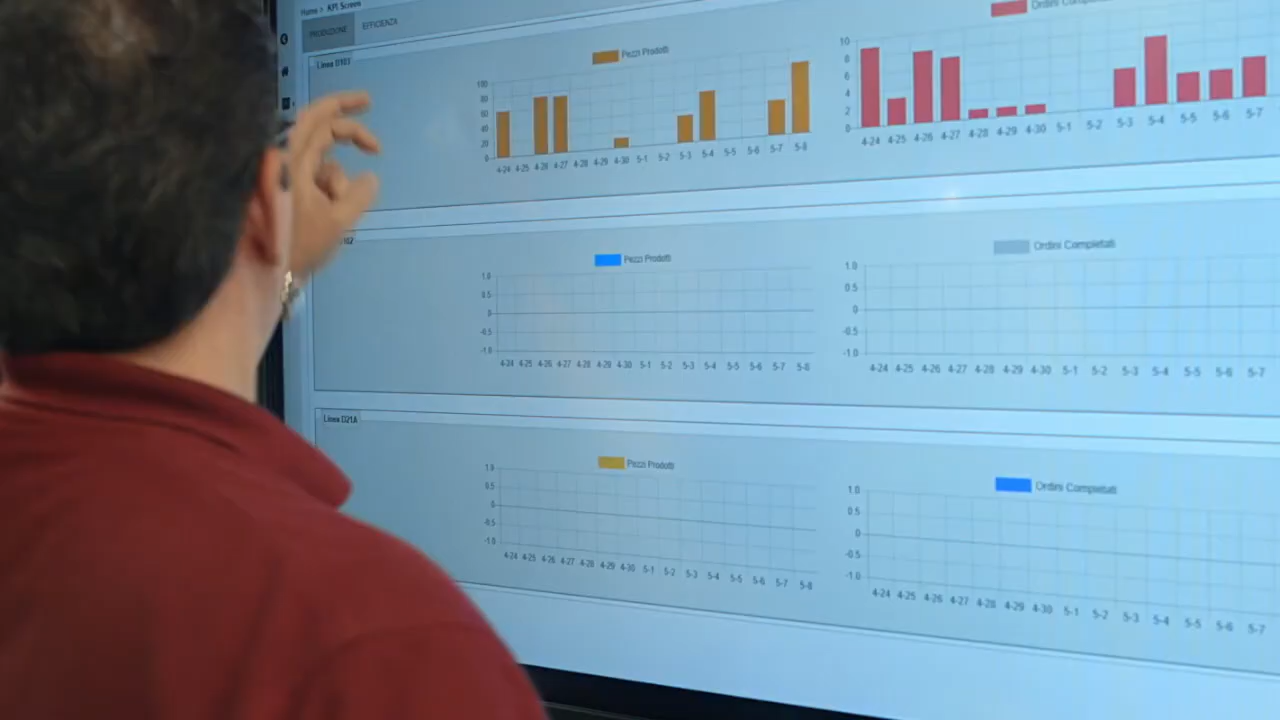 Home > KPI Screen
PRODUZIONE EFFICIENZA
Linea D103
Pezzi Prodotti
100
80
60
40
20
0
4-24 4-25 4-26 4-27 4-28 4-29 4-30 5-1 5-2 5-3 5-4 5-5 5-6 5-7 5-8
Ordini Completati
10
8
6
4
2
0
4-24 4-25 4-26 4-27 4-28 4-29 4-30 5-1 5-2 5-3 5-4 5-5 5-6 5-7
102
Pezzi Prodotti
1.0
0.5
0
-0.5
-1.0
4-24 4-25 4-26 4-27 4-28 4-29 4-30 5-1 5-2 5-3 5-4 5-5 5-6 5-7 5-8
Ordini Completati
1.0
0.5
0
-0.5
-1.0
4-24 4-25 4-26 4-27 4-28 4-29 4-30 5-1 5-2 5-3 5-4 5-5 5-6 5-7
Linea D21A
Pezzi Prodotti
1.0
0.5
0
-0.5
-1.0
4-24 4-25 4-26 4-27 4-28 4-29 4-30 5-1 5-2 5-3 5-4 5-5 5-6 5-7 5-8
Ordini Completati
1.0
0.5
0
-0.5
-1.0
4-24 4-25 4-26 4-27 4-28 4-29 4-30 5-1 5-2 5-3 5-4 5-5 5-6 5-7